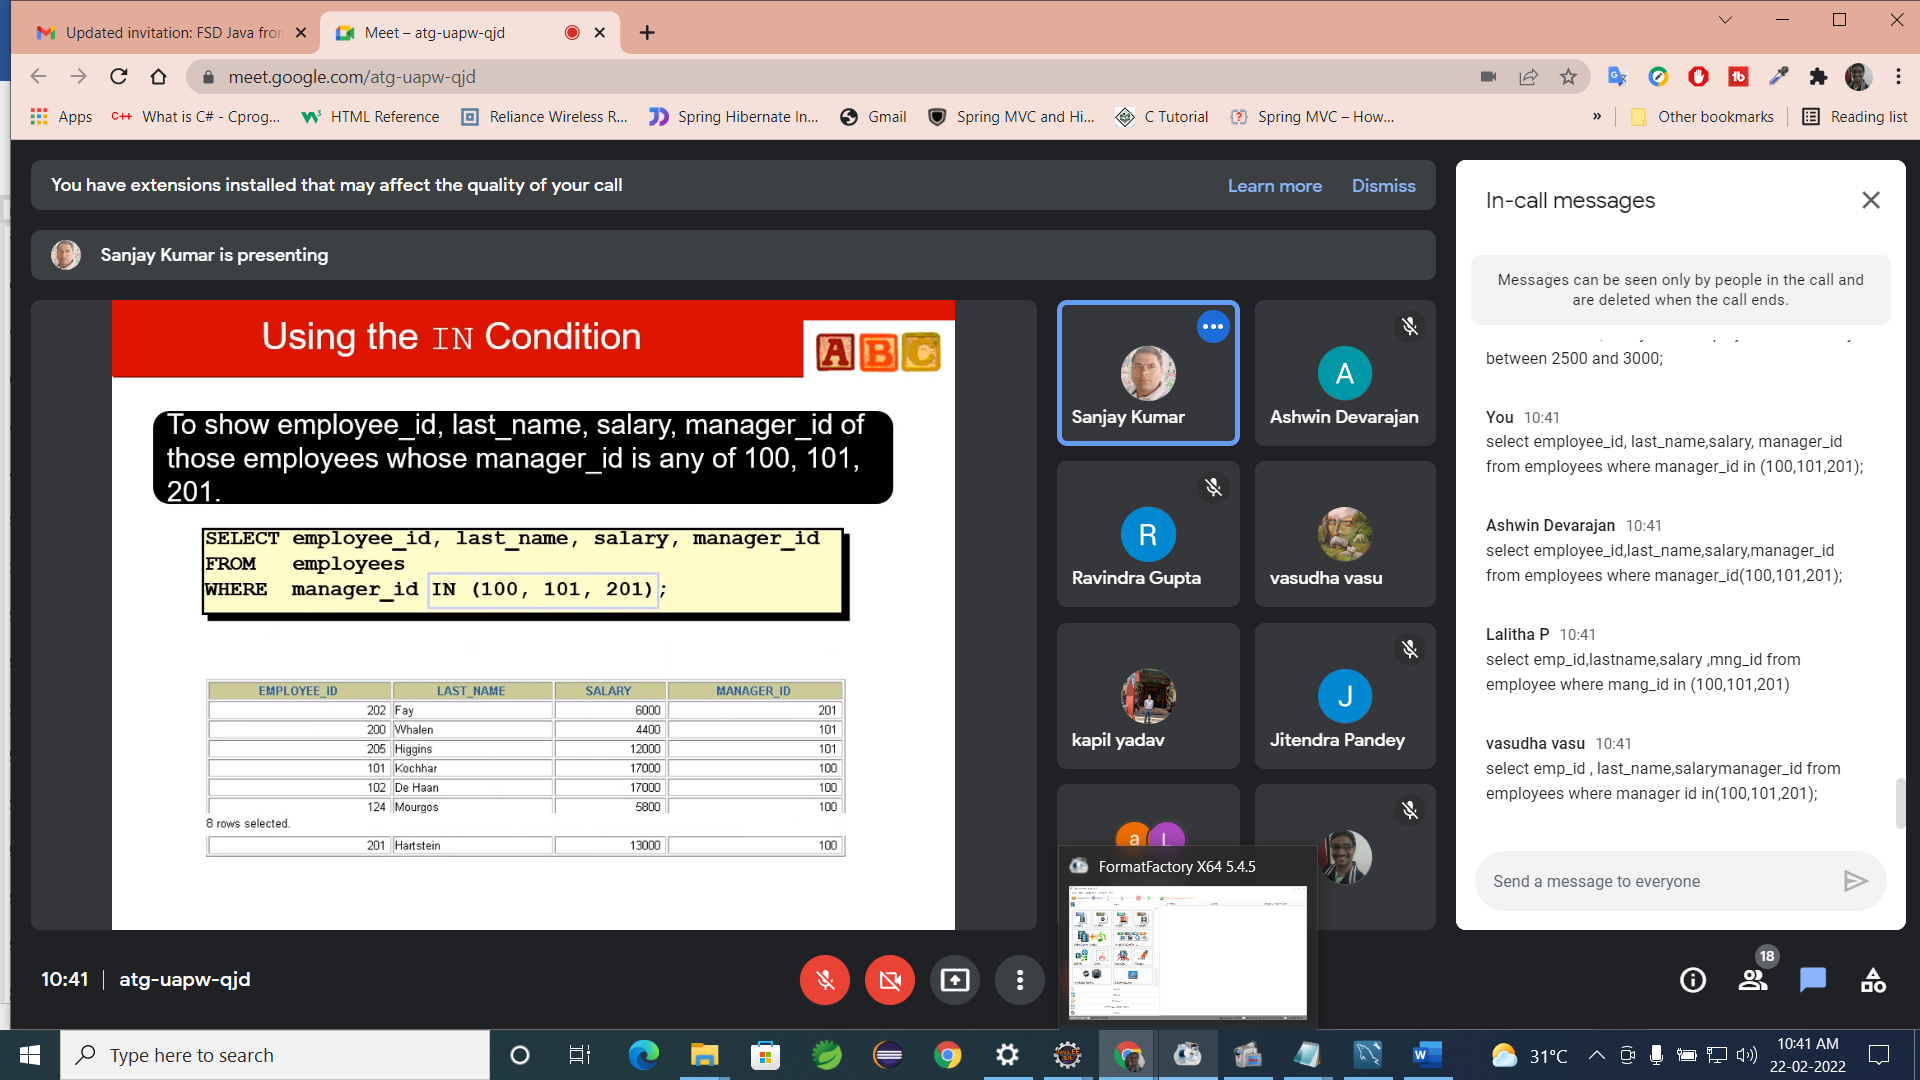 Updated invitation: FSD Java fron
Meet – atg-uapw-qjd
meet.google.com/atg-uapw-qjd
Apps
What is C# - Cprog...
HTML Reference
Reliance Wireless R...
Spring Hibernate In...
Gmail
Spring MVC and Hi...
C Tutorial
Spring MVC – How...
»
Other bookmarks
Reading list
You have extensions installed that may affect the quality of your call
Learn more
Dismiss
Sanjay Kumar is presenting
Using the IN Condition
ABC
To show employee_id, last_name, salary, manager_id of
those employees whose manager_id is any of 100, 101,
201.
SELECT employee_id, last_name, salary, manager_id
FROM employees
WHERE manager_id IN (100, 101, 201);
EMPLOYEE_ID LAST_NAME SALARY MANAGER_ID
202 Fay 6000 201
200 Whalen 4400 101
205 Higgins 12000 101
101 Kochhar 17000 100
102 De Haan 17000 100
124 Mourgos 5800 100
8 rows selected.
201 Hartstein 13000 100
Sanjay Kumar
A
Ashwin Devarajan
R
Ravindra Gupta
vasudha vasu
kapil yadav
J
Jitendra Pandey
a L
FormatFactory X64 5.4.5
In-call messages
Messages can be seen only by people in the call and
are deleted when the call ends.
between 2500 and 3000;
You 10:41
select employee_id, last_name,salary, manager_id
from employees where manager_id in (100,101,201);
Ashwin Devarajan 10:41
select employee_id,last_name,salary,manager_id
from employees where manager_id(100,101,201);
Lalitha P 10:41
select emp_id,lastname,salary ,mng_id from
employee where mang_id in (100,101,201)
vasudha vasu 10:41
select emp_id , last_name,salarymanager_id from
employees where manager id in(100,101,201);
Send a message to everyone
10:41 | atg-uapw-qjd
18
Type here to search
31°C
10:41 AM
22-02-2022